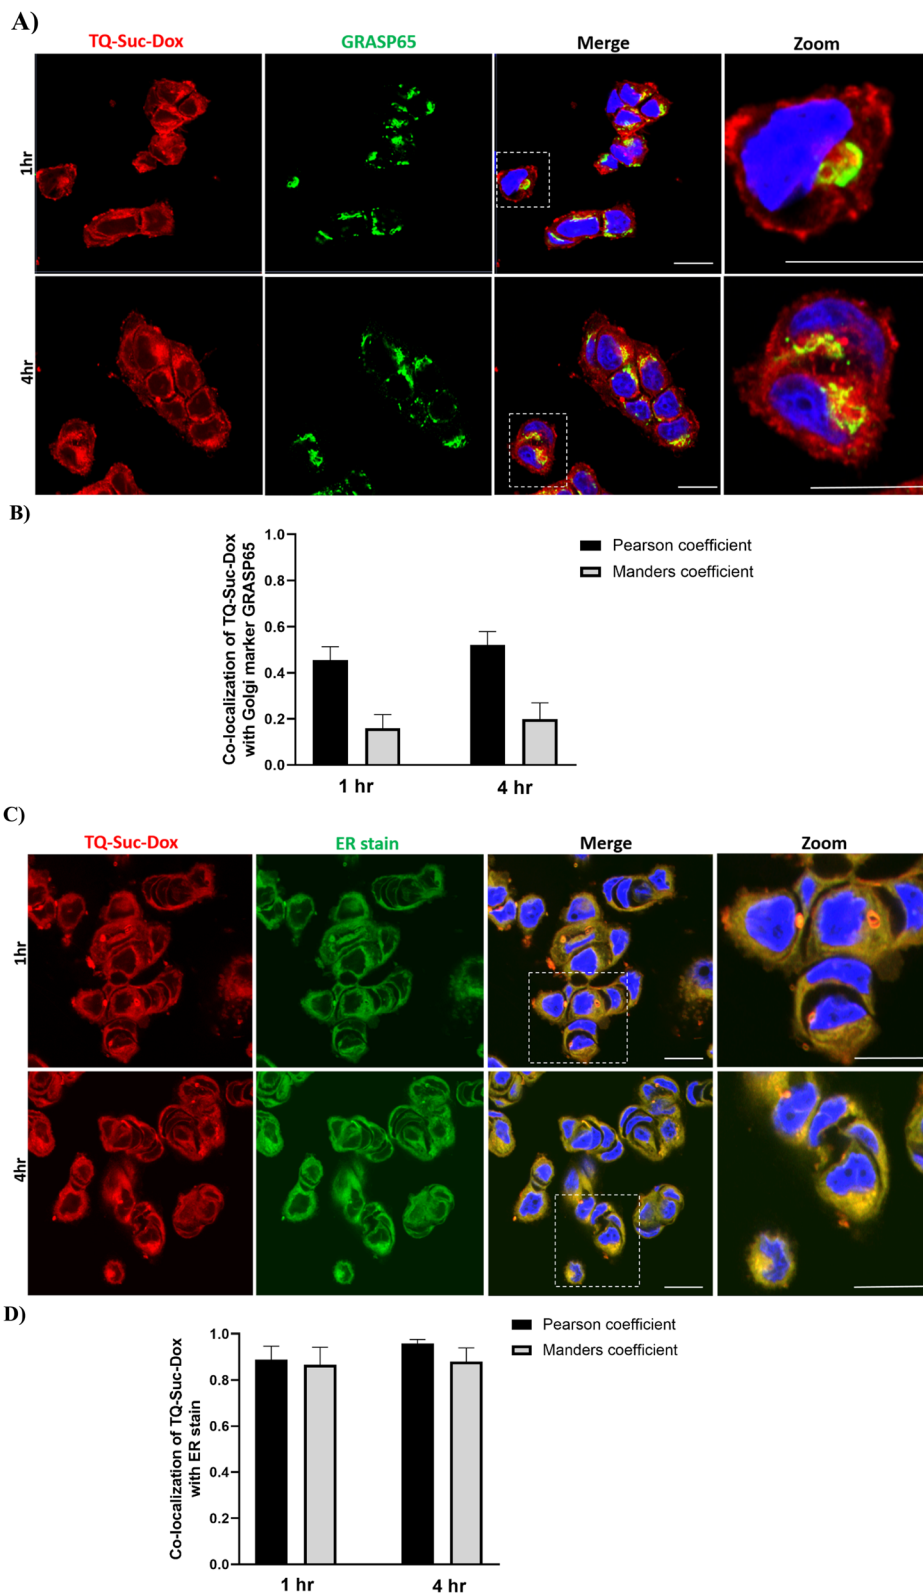 A)
TQ-Suc-Dox GRASP65 Merge Zoom
1hr
4hr
B)
Co-localization of TQ-Suc-Dox
with Golgi marker GRASP65
1.0
0.8
0.6
0.4
0.2
0.0
Pearson coefficient
Manders coefficient
1 hr 4 hr
C)
TQ-Suc-Dox ER stain Merge Zoom
1hr
4hr
D)
Co-localization of TQ-Suc-Dox
with ER stain
1.0
0.8
0.6
0.4
0.2
0.0
Pearson coefficient
Manders coefficient
1 hr 4 hr